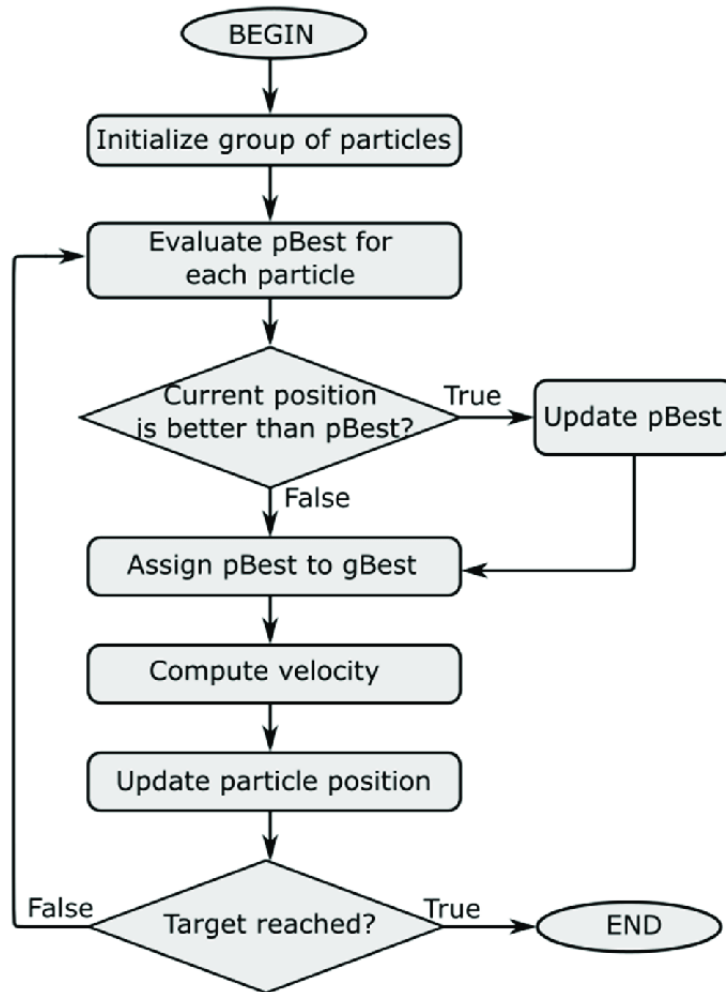 BEGIN
Initialize group of particles
Evaluate pBest for
each particle
Current position
is better than pBest?
True
Update pBest
False
Assign pBest to gBest
Compute velocity
Update particle position
False
Target reached?
True
END